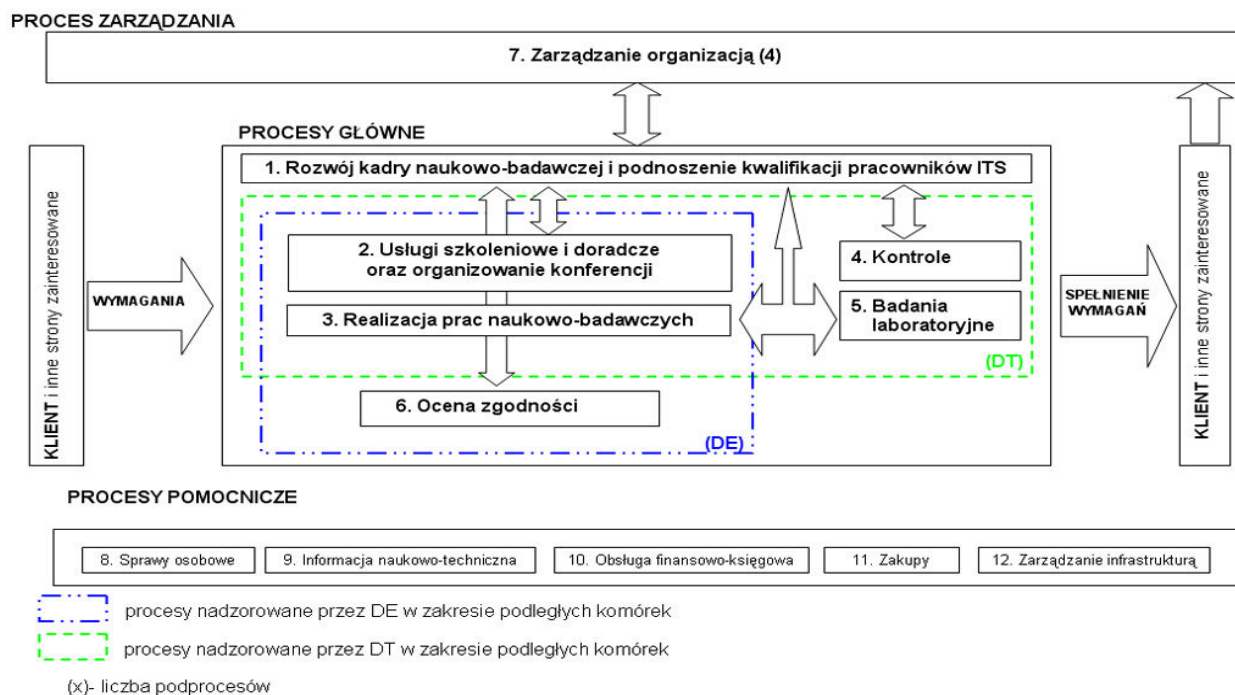 PROCES ZARZĄDZANIA
7. Zarządzanie organizacją (4)
PROCESY GŁÓWNE
1. Rozwój kadry naukowo-badawczej i podnoszenie kwalifikacji pracowników ITS
KLIENT i inne strony zainteresowane
WYMAGANIA
2. Usługi szkoleniowe i doradcze
oraz organizowanie konferencji
3. Realizacja prac naukowo-badawczych
4. Kontrole
5. Badania
laboratoryjne
(DT)
6. Ocena zgodności
(DE)
SPEŁNIENIE
WYMAGAŃ
KLIENT i inne strony zainteresowane
PROCESY POMOCNICZE
8. Sprawy osobowe
9. Informacja naukowo-techniczna
10. Obsługa finansowo-księgowa
11. Zakupy
12. Zarządzanie infrastrukturą
procesy nadzorowane przez DE w zakresie podległych komórek
procesy nadzorowane przez DT w zakresie podległych komórek
(x)- liczba podprocesów